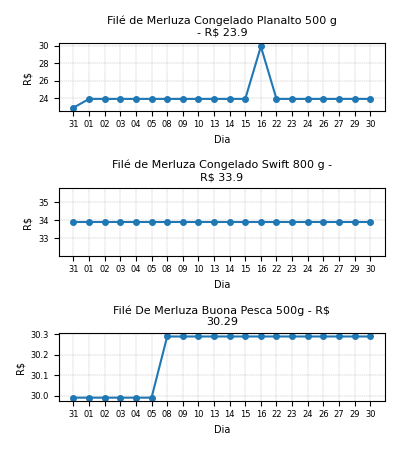 Filé de Merluza Congelado Planalto 500 g
- R$ 23.9
30
28
26
24
R$
31 01 02 03 04 05 08 09 10 13 14 15 16 22 23 24 26 27 29 30
Dia
Filé de Merluza Congelado Swift 800 g -
R$ 33.9
35
34
33
R$
31 01 02 03 04 05 08 09 10 13 14 15 16 22 23 24 26 27 29 30
Dia
Filé De Merluza Buona Pesca 500g - R$
30.29
30.3
30.2
30.1
30.0
R$
31 01 02 03 04 05 08 09 10 13 14 15 16 22 23 24 26 27 29 30
Dia